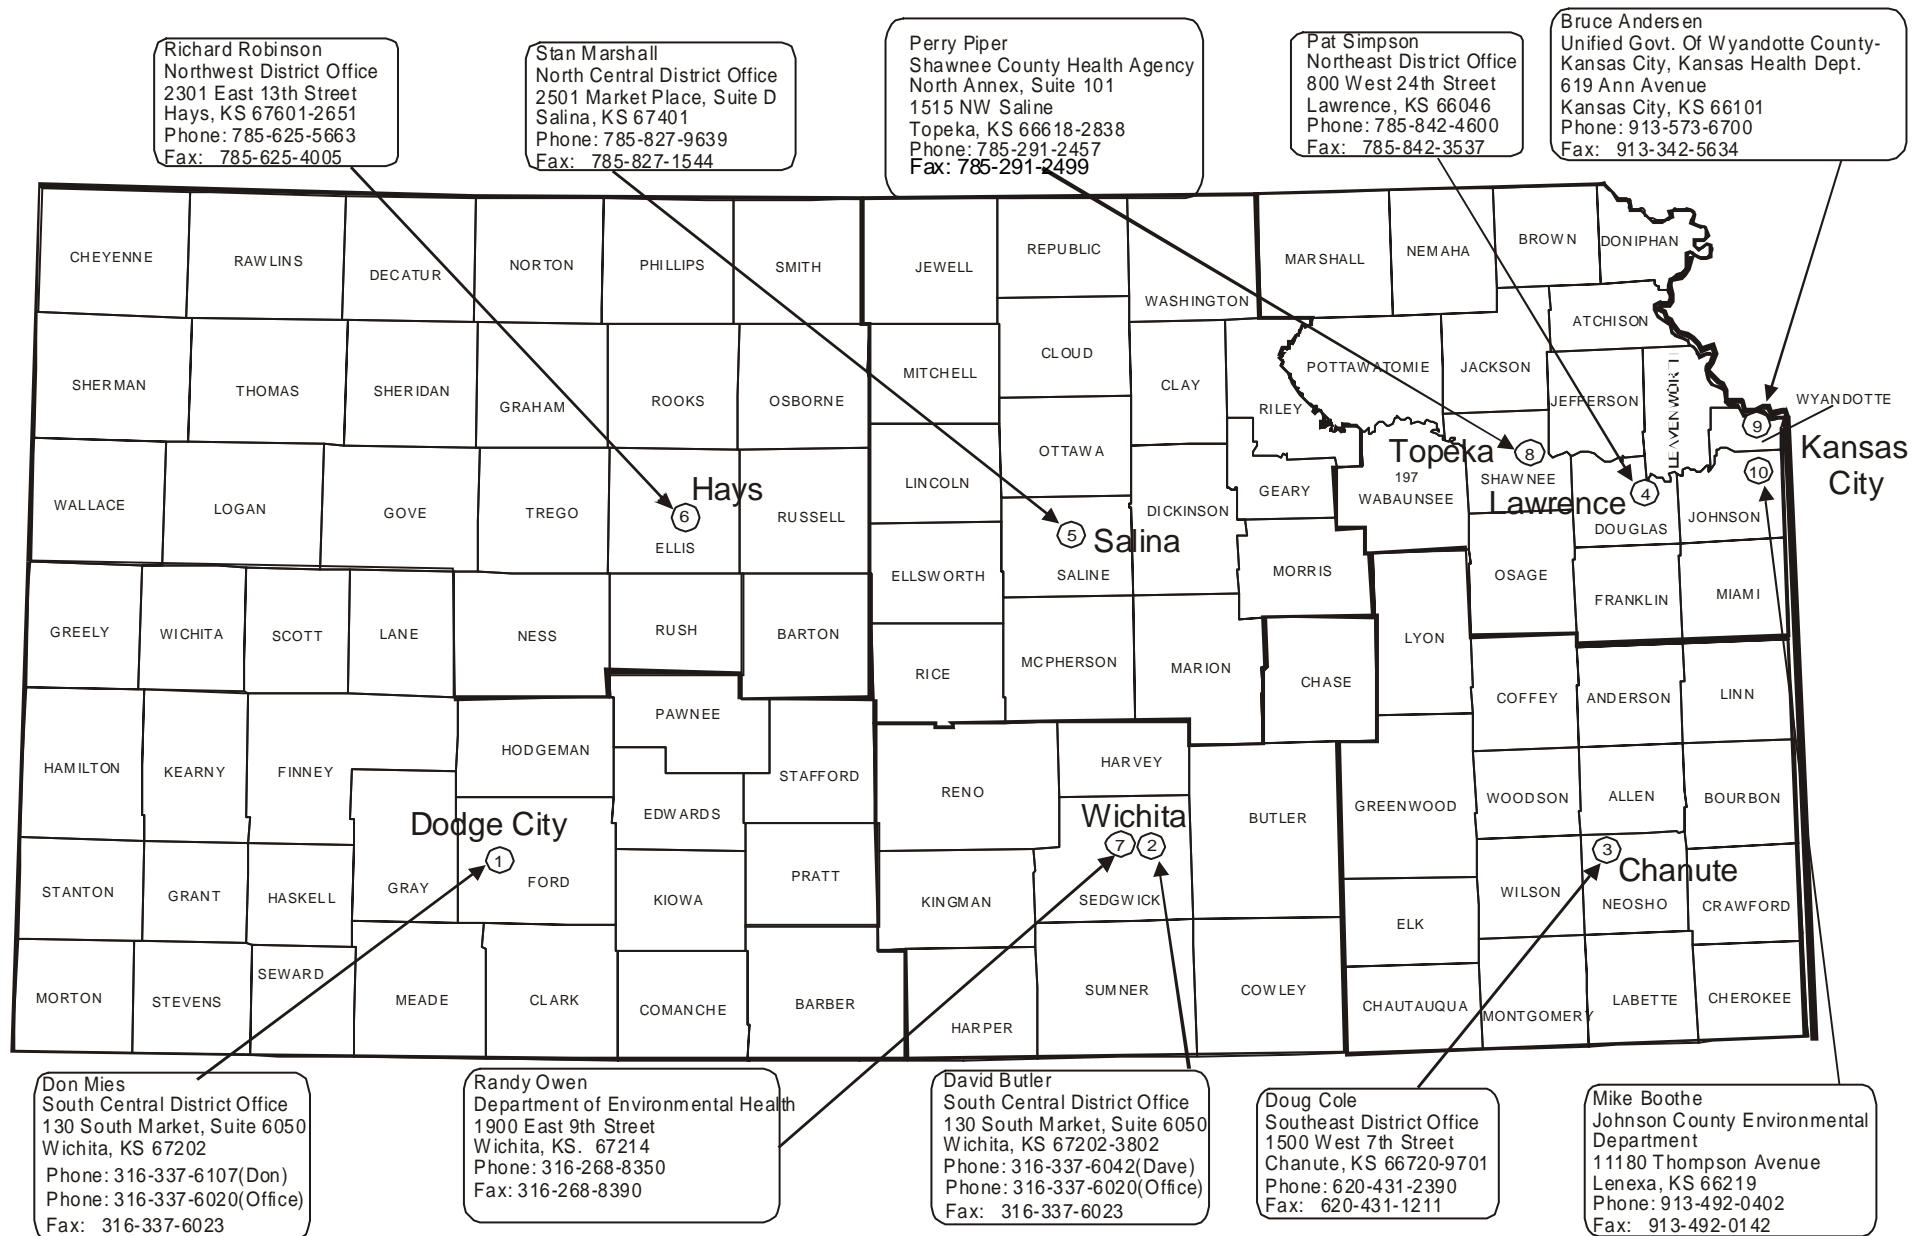 Richard Robinson
Northwest District Office
2301 East 13th Street
Hays, KS 67601-2651
Phone: 785-625-5663
Fax: 785-625-4005
Stan Marshall
North Central District Office
2501 Market Place, Suite D
Salina, KS 67401
Phone: 785-827-9639
Fax: 785-827-1544
Perry Piper
Shawnee County Health Agency
North Annex, Suite 101
1515 NW Saline
Topeka, KS 66618-2838
Phone: 785-291-2457
Fax: 785-291-2499
Pat Simpson
Northeast District Office
800 West 24th Street
Lawrence, KS 66046
Phone: 785-842-4600
Fax: 785-842-3537
Bruce Andersen
Unified Govt. Of Wyandotte County-
Kansas City, Kansas Health Dept.
619 Ann Avenue
Kansas City, KS 66101
Phone: 913-573-6700
Fax: 913-342-5634
CHEYENNE
RAWLINS
DECATUR
NORTON
PHILLIPS
SMITH
JEWELL
REPUBLIC
WASHINGTON
MARSHALL
NEMAHA
BROWN
DONIPHAN
ATCHISON
SHERMAN
THOMAS
SHERIDAN
GRAHAM
ROOKS
OSBORNE
MITCHELL
CLOUD
CLAY
RILEY
POTTAWATOMIE
JACKSON
JEFFERSON
LEAVENWORTH
WYANDOTTE
9
Kansas
City
WALLACE
LOGAN
GOVE
TREGO
Hays
6
ELLIS
RUSSELL
LINCOLN
OTTAWA
5
Salina
SALINE
DICKINSON
GEARY
Topeka
8
197
WABAUNSEE
SHAWNEE
Lawrence
4
DOUGLAS
10
JOHNSON
GREELY
WICHITA
SCOTT
LANE
NESS
RUSH
BARTON
ELLSWORTH
RICE
MCPHERSON
MARION
MORRIS
CHASE
LYON
OSAGE
FRANKLIN
MIAMI
HAMILTON
KEARNY
FINNEY
HODGEMAN
PAWNEE
STAFFORD
EDWARDS
RENO
HARVEY
BUTLER
GREENWOOD
COFFEY
ANDERSON
LINN
WOODSON
ALLEN
BOURBON
STANTON
GRANT
HASKELL
GRAY
Dodge City
1
FORD
KIOWA
PRATT
KINGMAN
Wichita
7
2
SEDGWICK
ELK
WILSON
3
Chanute
NEOSHO
CRAWFORD
MORTON
STEVENS
SEWARD
MEADE
CLARK
COMANCHE
BARBER
HARPER
SUMNER
COWLEY
CHAUTAUQUA
MONTGOMERY
LABETTE
CHEROKEE
Don Mies
South Central District Office
130 South Market, Suite 6050
Wichita, KS 67202
Phone: 316-337-6107(Don)
Phone: 316-337-6020(Office)
Fax: 316-337-6023
Randy Owen
Department of Environmental Health
1900 East 9th Street
Wichita, KS. 67214
Phone: 316-268-8350
Fax: 316-268-8390
David Butler
South Central District Office
130 South Market, Suite 6050
Wichita, KS 67202-3802
Phone: 316-337-6042(Dave)
Phone: 316-337-6020(Office)
Fax: 316-337-6023
Doug Cole
Southeast District Office
1500 West 7th Street
Chanute, KS 66720-9701
Phone: 620-431-2390
Fax: 620-431-1211
Mike Boothe
Johnson County Environmental
Department
11180 Thompson Avenue
Lenexa, KS 66219
Phone: 913-492-0402
Fax: 913-492-0142